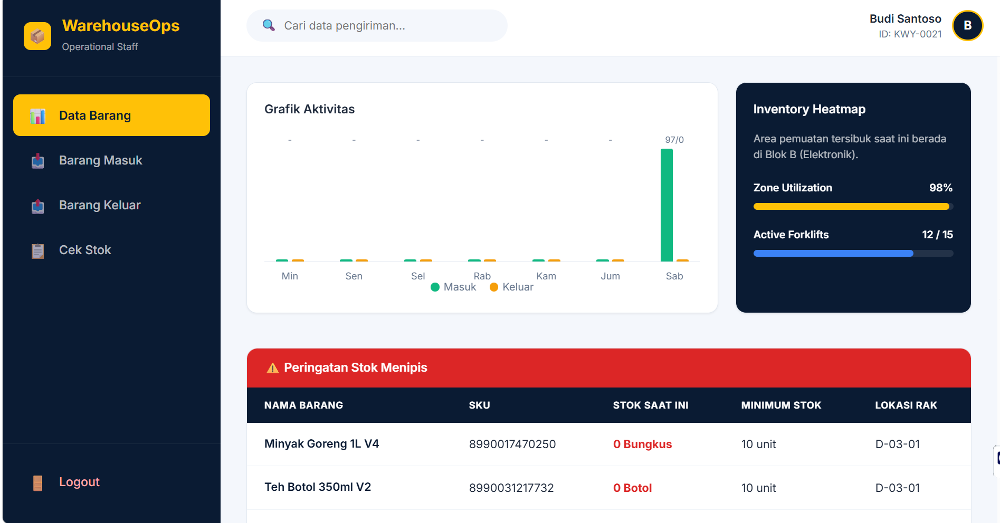 WarehouseOps
Operational Staff
Data Barang
Barang Masuk
Barang Keluar
Cek Stok
Logout
Cari data pengiriman...
Budi Santoso
ID: KWY-0021
B
Grafik Aktivitas
- - - - - - 97/0
Min Sen Sel Rab Kam Jum Sab
Masuk Keluar
Inventory Heatmap
Area pemuatan tersibuk saat ini berada
di Blok B (Elektronik).
Zone Utilization 98%
Active Forklifts 12 / 15
Peringatan Stok Menipis
NAMA BARANG SKU STOK SAAT INI MINIMUM STOK LOKASI RAK
Minyak Goreng 1L V4 8990017470250 0 Bungkus 10 unit D-03-01
Teh Botol 350ml V2 8990031217732 0 Botol 10 unit D-03-01